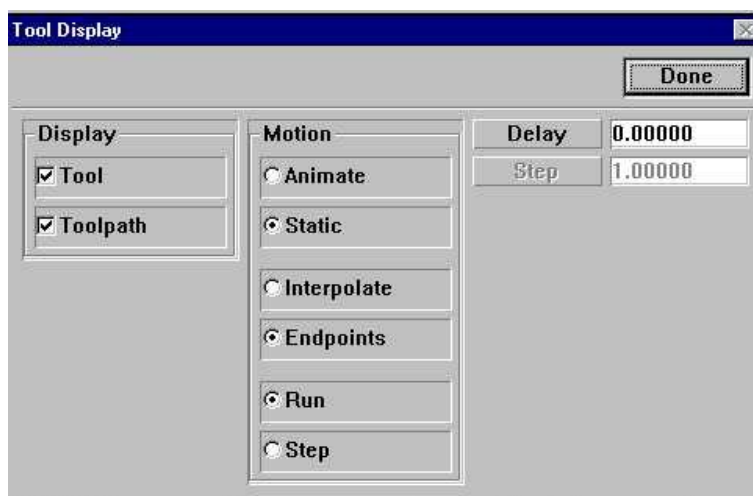 Tool Display
Done
Display
Tool
Toolpath
Motion
Animate
Static
Interpolate
Endpoints
Run
Step
Delay 0.00000
Step 1.00000